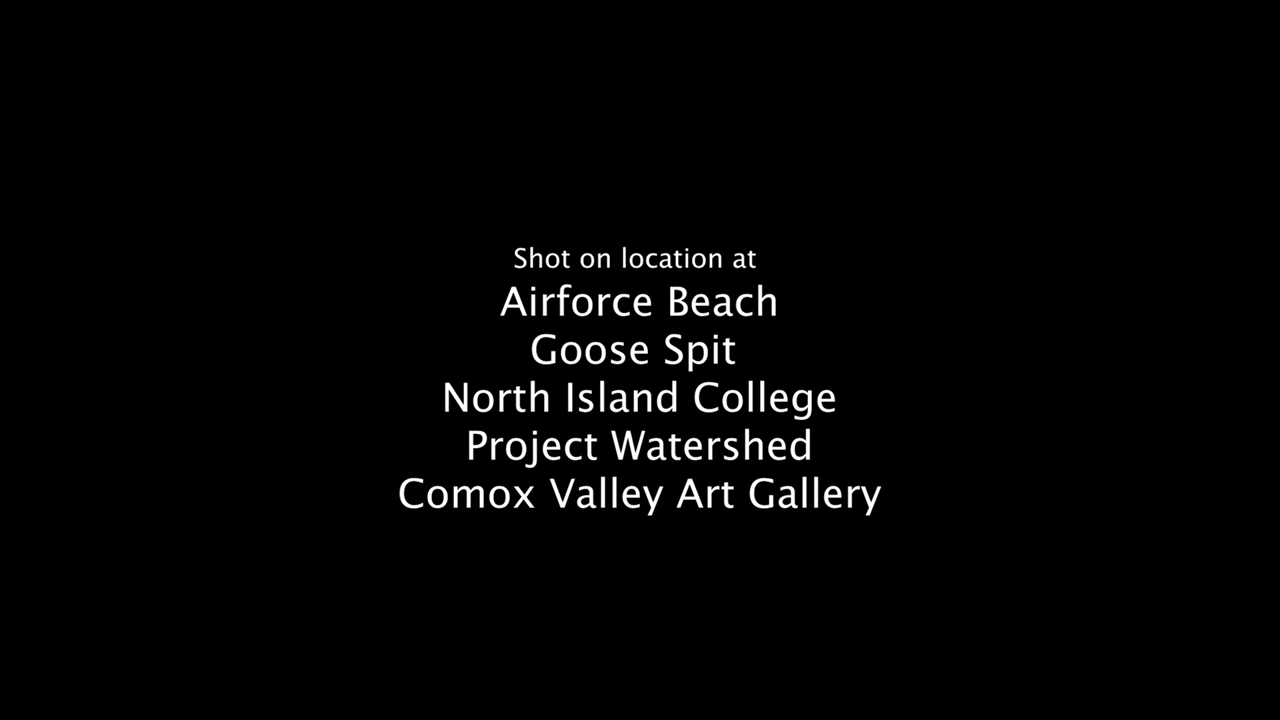 Shot on location at
Airforce Beach
Goose Spit
North Island College
Project Watershed
Comox Valley Art Gallery